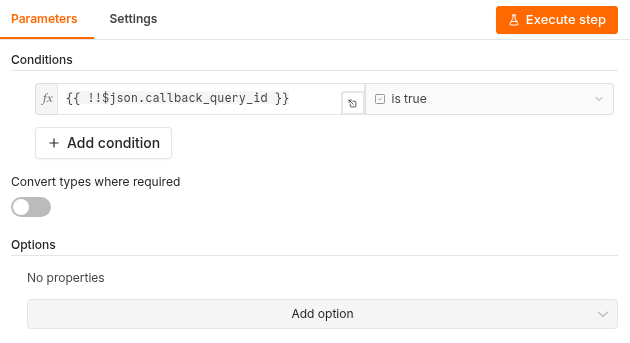 Parameters Settings Execute step
Conditions
fx {{ !!$json.callback_query_id }} is true
+ Add condition
Convert types where required
Options
No properties
Add option